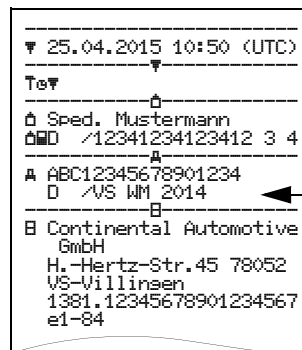 ▼ 25.04.2015 10:50 (UTC)
Sped. Mustermann
D /12341234123412 3 4
A ABC12345678901234
D /VS WM 2014
B Continental Automotive
GmbH
H.-Hertz-Str.45 78052
VS-Villinsen
1381.12345678901234567
e1-84